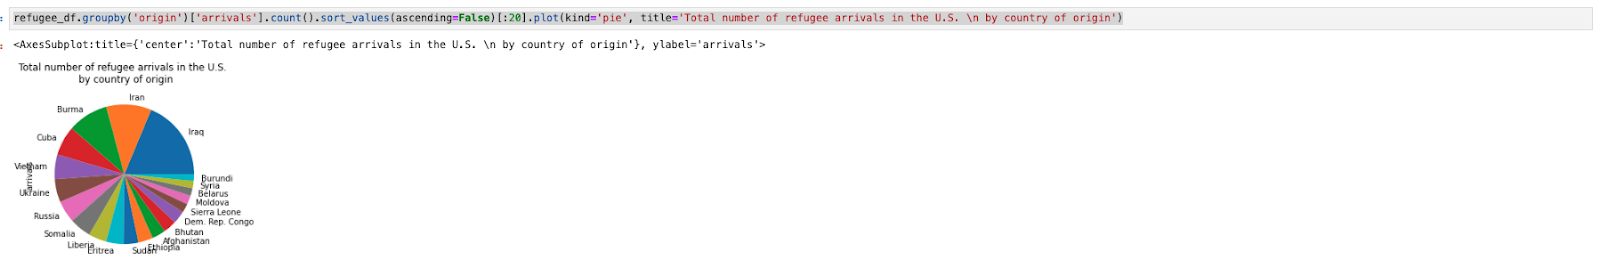 refugee_df.groupby('origin')['arrivals'].count().sort_values(ascending=False)[:20].plot(kind='pie', title='Total number of refugee arrivals in the U.S. \n by country of origin')
<AxesSubplot:title={'center':'Total number of refugee arrivals in the U.S. \n by country of origin'}, ylabel='arrivals'>
Total number of refugee arrivals in the U.S.
by country of origin
Iran
Burma
Iraq
Cuba
Vietnam
arrivals
Burundi
Syria
Ukraine
Belarus
Moldova
Russia
Sierra Leone
Dem. Rep. Congo
Somalia
Bhutan
Afghanistan
Liberia
Ethiopia
Eritrea
Sudan